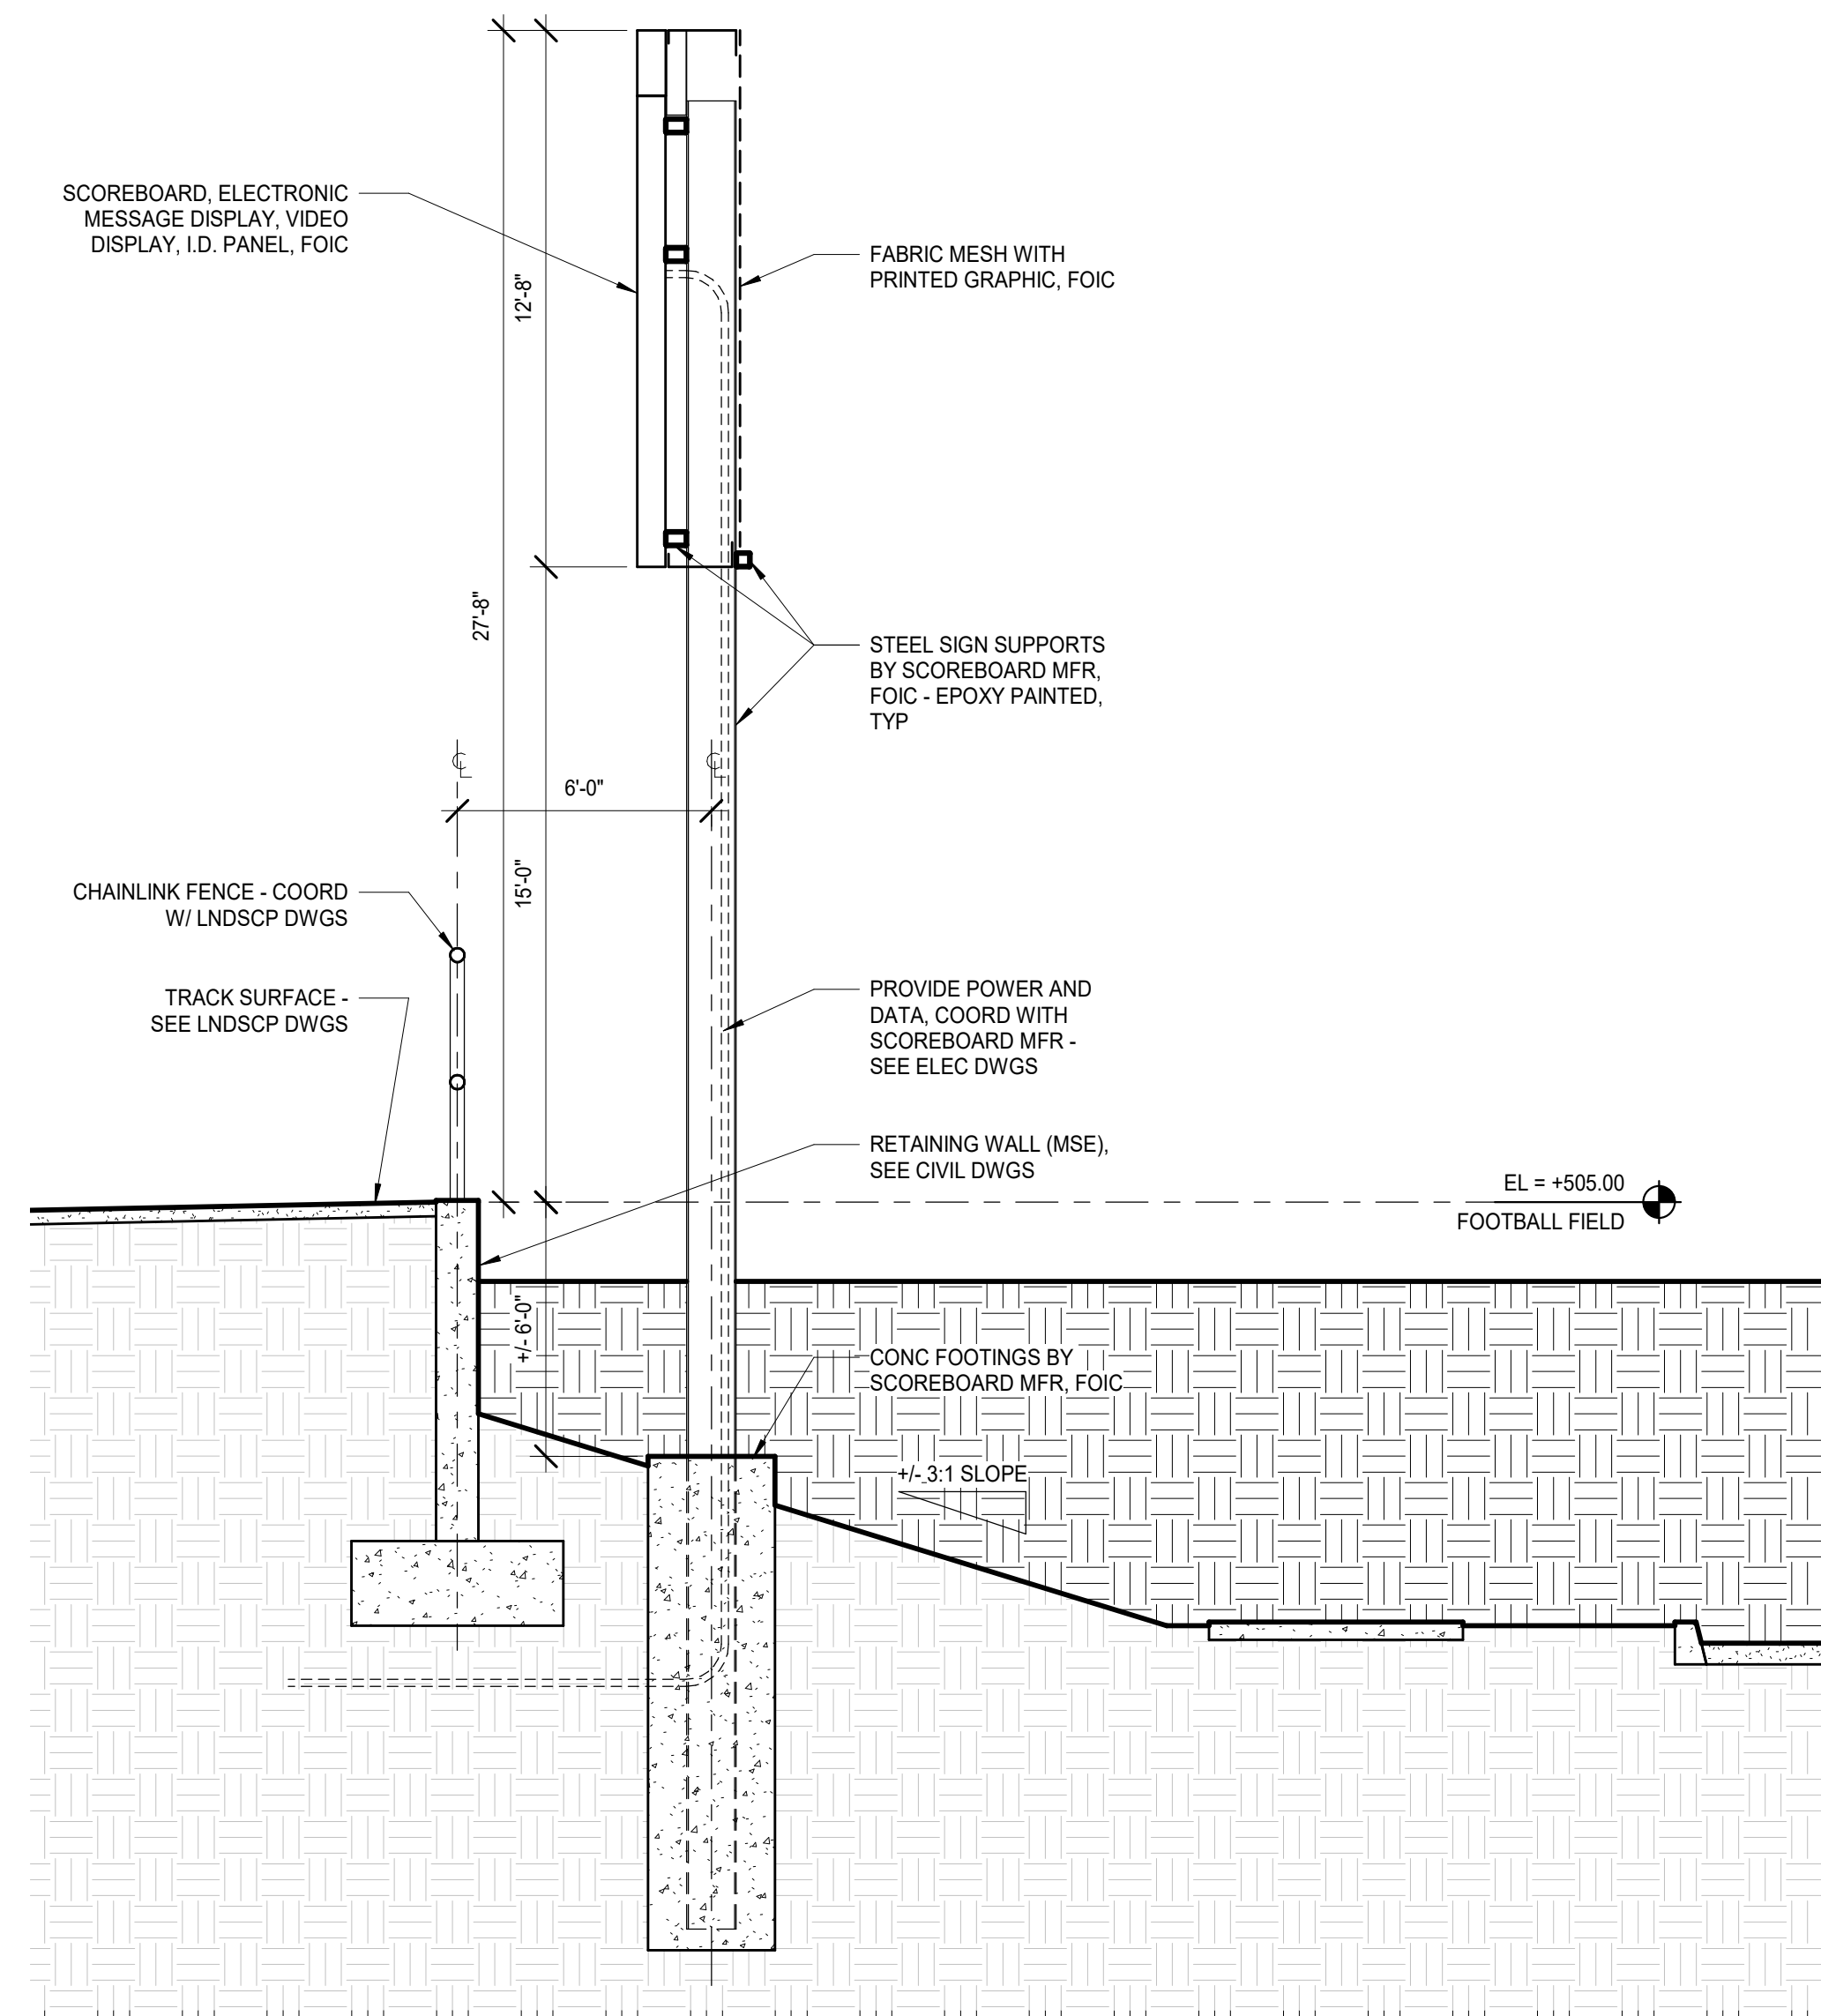 SCOREBOARD, ELECTRONIC
MESSAGE DISPLAY, VIDEO
DISPLAY, I.D. PANEL, FOIC
12'-8"
FABRIC MESH WITH
PRINTED GRAPHIC, FOIC
27'-8"
STEEL SIGN SUPPORTS
BY SCOREBOARD MFR,
FOIC - EPOXY PAINTED,
TYP
6'-0"
15'-0"
CHAINLINK FENCE - COORD
W/ LNDSCP DWGS
TRACK SURFACE -
SEE LNDSCP DWGS
PROVIDE POWER AND
DATA, COORD WITH
SCOREBOARD MFR -
SEE ELEC DWGS
RETAINING WALL (MSE),
SEE CIVIL DWGS
EL = +505.00
FOOTBALL FIELD
+/- 6'-0"
CONC FOOTINGS BY
SCOREBOARD MFR, FOIC
+/- 3:1 SLOPE